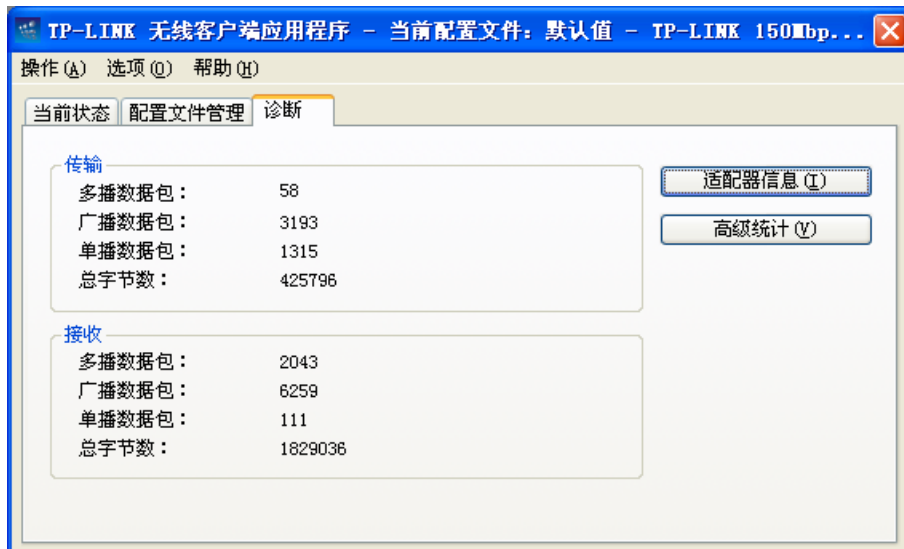 TP-LINK 无线客户端应用程序 - 当前配置文件: 默认值 - TP-LINK 150Mbp...
操作(A) 选项(O) 帮助(H)
当前状态 配置文件管理 诊断
传输
多播数据包: 58
广播数据包: 3193
单播数据包: 1315
总字节数: 425796
适配器信息(I)
高级统计(V)
接收
多播数据包: 2043
广播数据包: 6259
单播数据包: 111
总字节数: 1829036